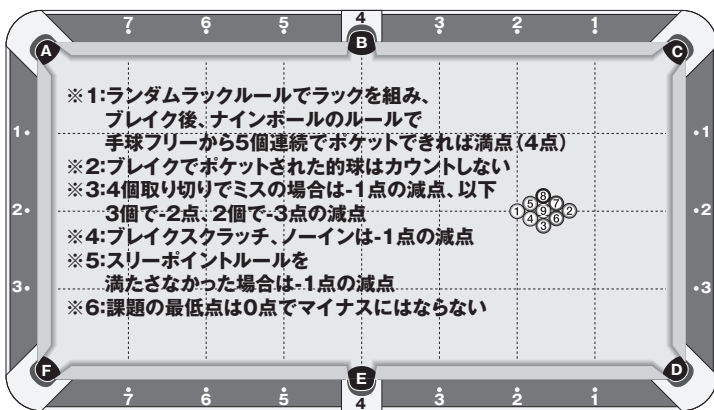 7 6 5 4 3 2 1
A B C
※1:ランダムラックルールでラックを組み、
ブレイク後、ナインボールのルールで
1 手球フリーから5個連続でポケットできれば満点(4点) 1
※2:ブレイクでポケットされた的球はカウントしない
※3:4個取り切りでミスの場合は-1点の減点、以下
2 3個で-2点、2個で-3点の減点 2
8
5 7
1 9 2
4 6
3
※4:ブレイクスクラッチ、ノーインは-1点の減点
※5:スリーポイントルールを
3 満たさなかった場合は-1点の減点 3
※6:課題の最低点は0点でマイナスにはならない
F E D
7 6 5 4 3 2 1